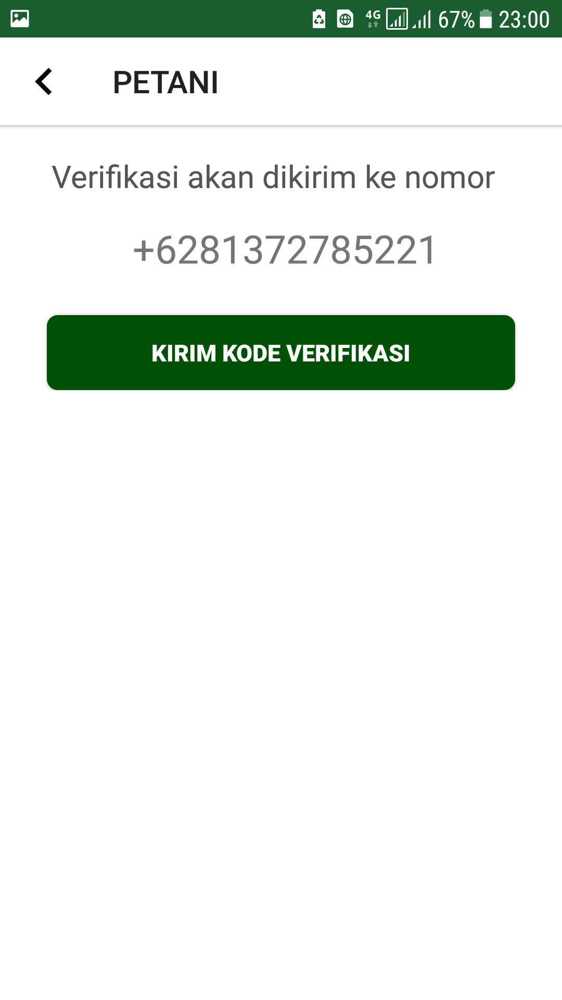 4G 67% 23:00
PETANI
Verifikasi akan dikirim ke nomor
+6281372785221
KIRIM KODE VERIFIKASI